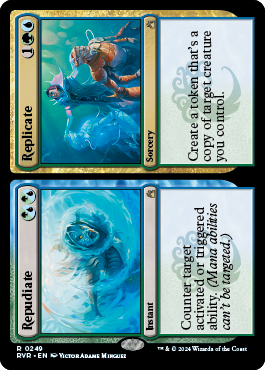 Replicate 1
Sorcery
Create a token that's a
copy of target creature
you control.
Repudiate
Instant
Counter target
activated or triggered
ability. (Mana abilities
can't be targeted.)
R 0249
RVR • EN VICTOR ADAME MINGUEZ
™ & © 2024 Wizards of the Coast